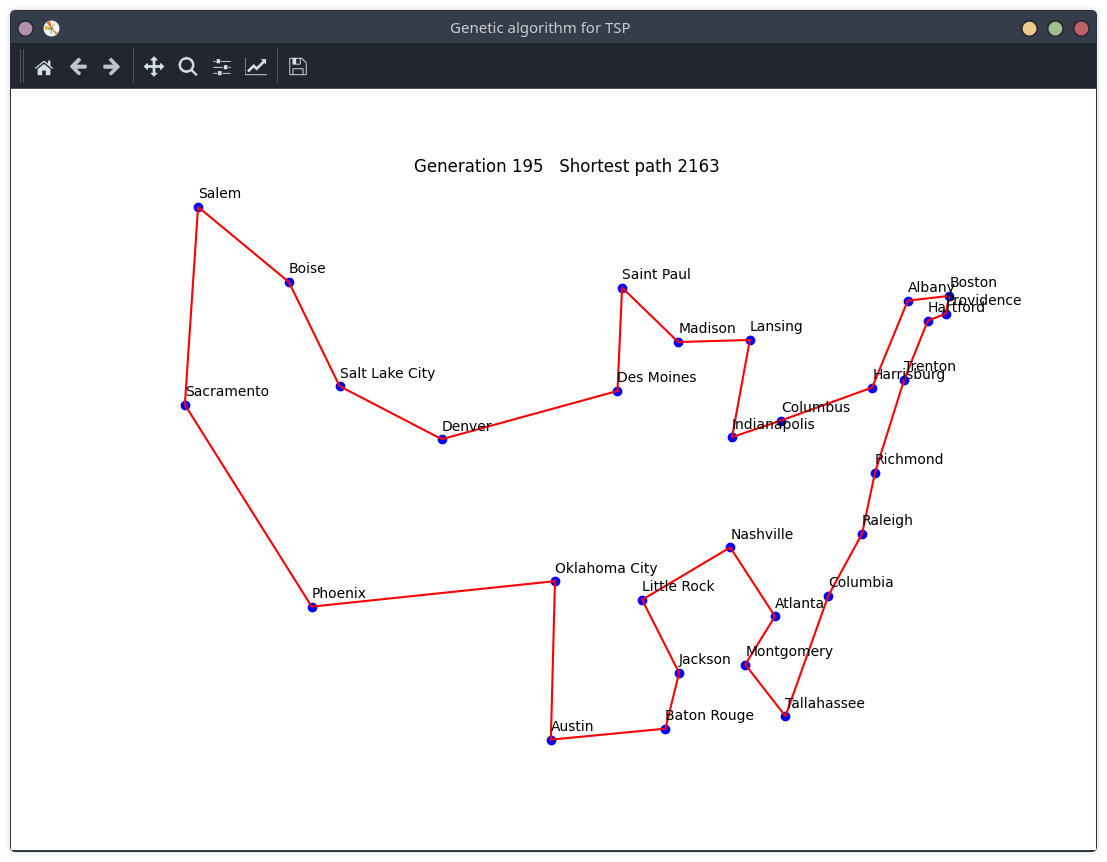 Genetic algorithm for TSP
Generation 195   Shortest path 2163
Salem
Boise
Saint Paul
Boston
Albany
Providence
Hartford
Madison
Lansing
Salt Lake City
Trenton
Harrisburg
Des Moines
Sacramento
Columbus
Denver
Indianapolis
Richmond
Raleigh
Nashville
Oklahoma City
Columbia
Little Rock
Phoenix
Atlanta
Montgomery
Jackson
Tallahassee
Baton Rouge
Austin